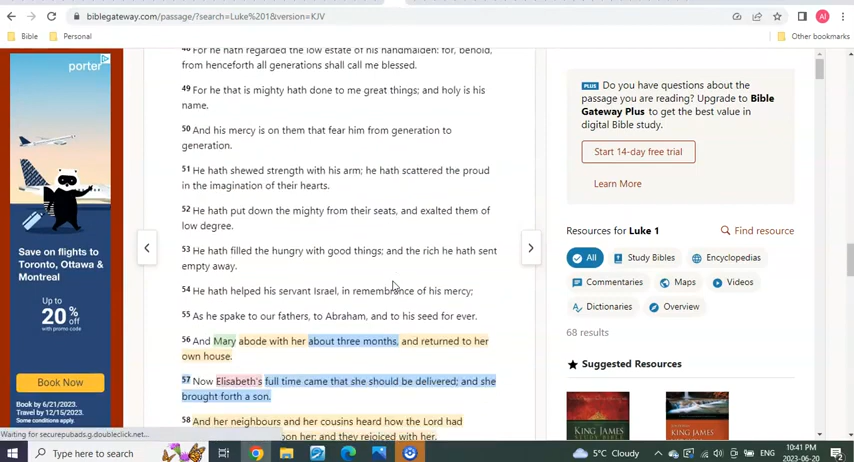 biblegateway.com/passage/?search=Luke%201&version=KJV
AI
Bible
Personal
Other bookmarks
porter
Save on flights to
Toronto, Ottawa &
Montreal
Up to
20%
off
with promo code
Book Now
Book by 6/21/2023.
Travel by 12/15/2023.
Some conditions apply.
48 For he hath regarded the low estate of his handmaiden: for, behold,
from henceforth all generations shall call me blessed.
49 For he that is mighty hath done to me great things; and holy is his
name.
50 And his mercy is on them that fear him from generation to
generation.
51 He hath shewed strength with his arm; he hath scattered the proud
in the imagination of their hearts.
52 He hath put down the mighty from their seats, and exalted them of
low degree.
53 He hath filled the hungry with good things; and the rich he hath sent
empty away.
54 He hath helped his servant Israel, in remembrance of his mercy;
55 As he spake to our fathers, to Abraham, and to his seed for ever.
56 And Mary abode with her about three months, and returned to her
own house.
57 Now Elisabeth's full time came that she should be delivered; and she
brought forth a son.
58 And her neighbours and her cousins heard how the Lord had
upon her; and they rejoiced with her.
PLUS Do you have questions about the
passage you are reading? Upgrade to Bible
Gateway Plus to get the best value in
digital Bible study.
Start 14-day free trial
Learn More
Resources for Luke 1
Find resource
All
Study Bibles
Encyclopedias
Commentaries
Maps
Videos
Dictionaries
Overview
68 results
Suggested Resources
KING JAMES
KING JAMES
Waiting for securepubads.g.doubleclick.net...
Type here to search
5°C Cloudy
ENG
10:41 PM
2023-06-20